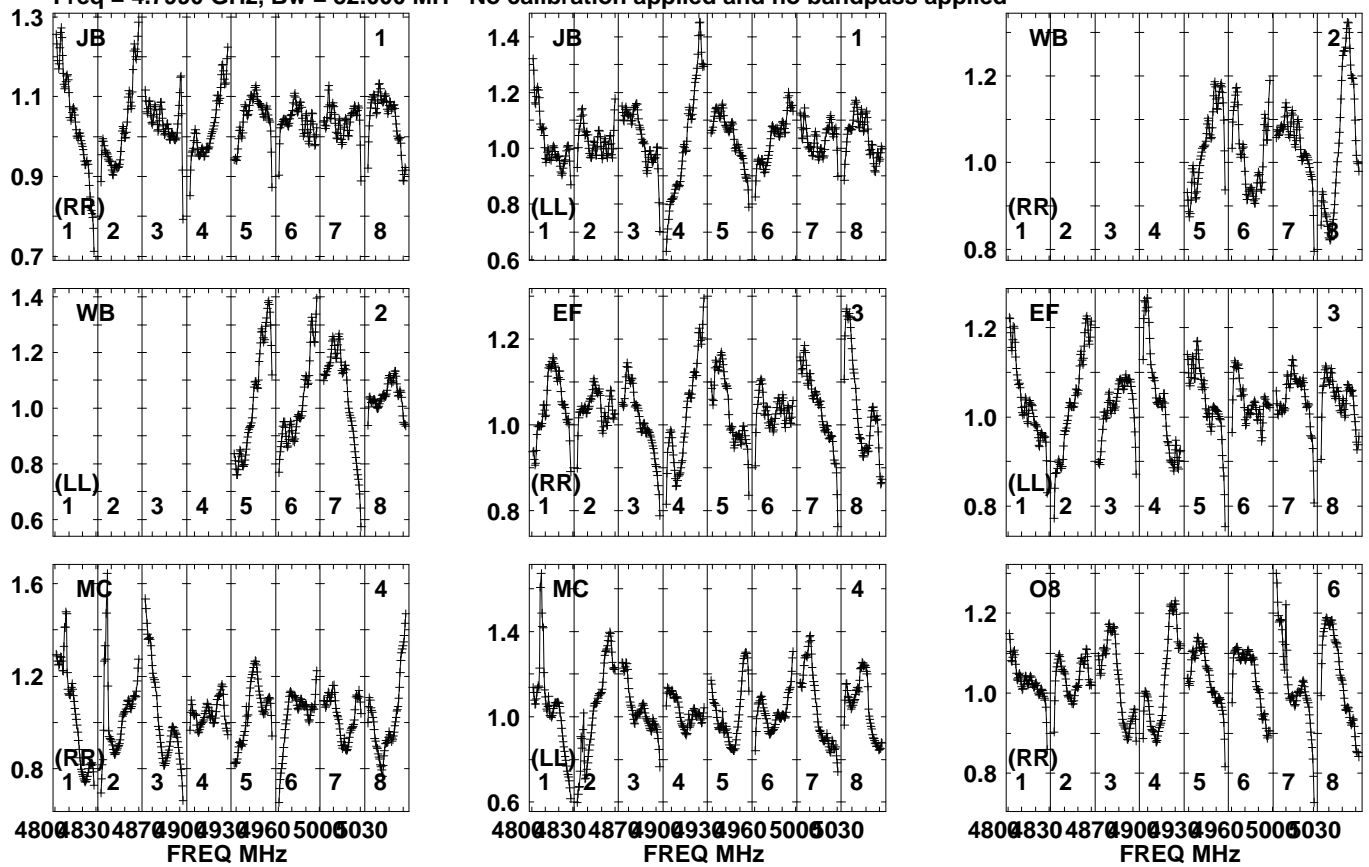 No calibration applied and no bandpass applied
JB 1 JB 1 WB 2
1.3 1.4 1.2 1.0 0.8 0.6 1.2 1.0 0.8
1.2 1.1 1.0 0.9 0.8 0.7
(RR) (LL) (RR)
1 2 3 4 5 6 7 8
1 2 3 4 5 6 7 8
1 2 3 4 5 6 7 8
WB 2 EF 3 EF 3
1.4 1.2 1.0 0.8 0.6
1.2 1.0 0.8
1.2 1.0 0.8
(LL) (RR) (LL)
1 2 3 4 5 6 7 8
1 2 3 4 5 6 7 8
1 2 3 4 5 6 7 8
MC 4 MC 4 O8 6
1.6 1.4 1.2 1.0 0.8
1.4 1.0 0.6
1.2 1.0 0.8
(RR) (LL) (RR)
1 2 3 4 5 6 7 8
1 2 3 4 5 6 7 8
1 2 3 4 5 6 7 8
4800 4830 4870 4900 4930 4960 5000 5030
4800 4830 4870 4900 4930 4960 5000 5030
4800 4830 4870 4900 4930 4960 5000 5030
FREQ MHz FREQ MHz FREQ MHz